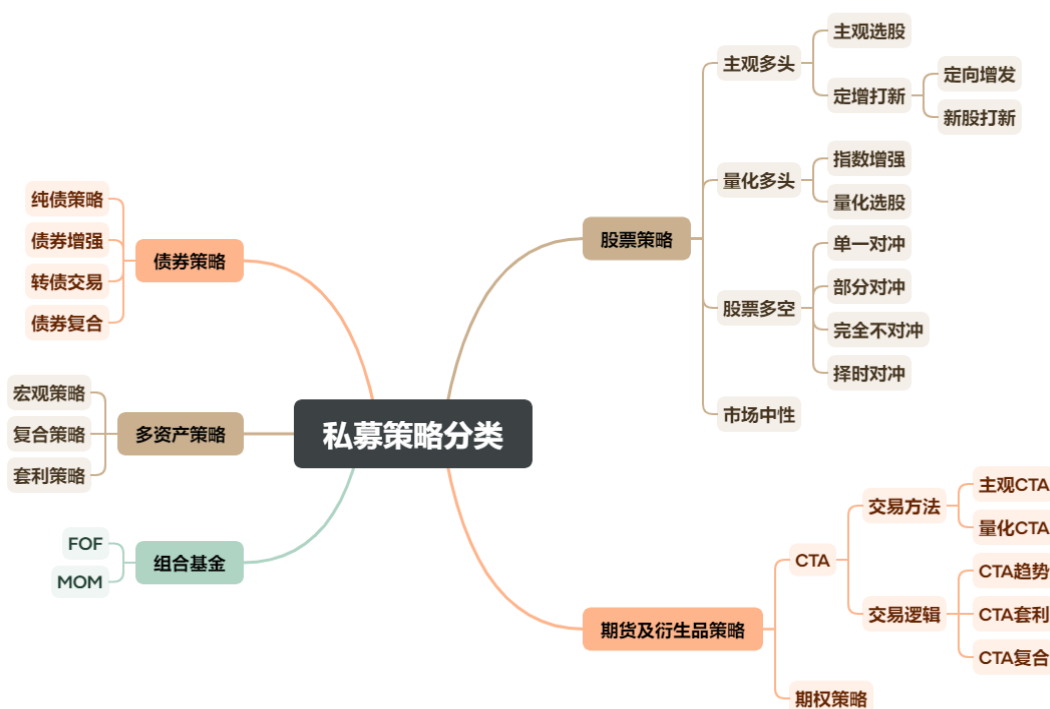 私募策略分类
股票策略
主观多头
主观选股
定增打新
定向增发
新股打新
量化多头
指数增强
量化选股
股票多空
单一对冲
部分对冲
完全不对冲
择时对冲
市场中性
期货及衍生品策略
CTA
交易方法
主观CTA
量化CTA
交易逻辑
CTA趋势
CTA套利
CTA复合
期权策略
债券策略
纯债策略
债券增强
转债交易
债券复合
多资产策略
宏观策略
复合策略
套利策略
组合基金
FOF
MOM